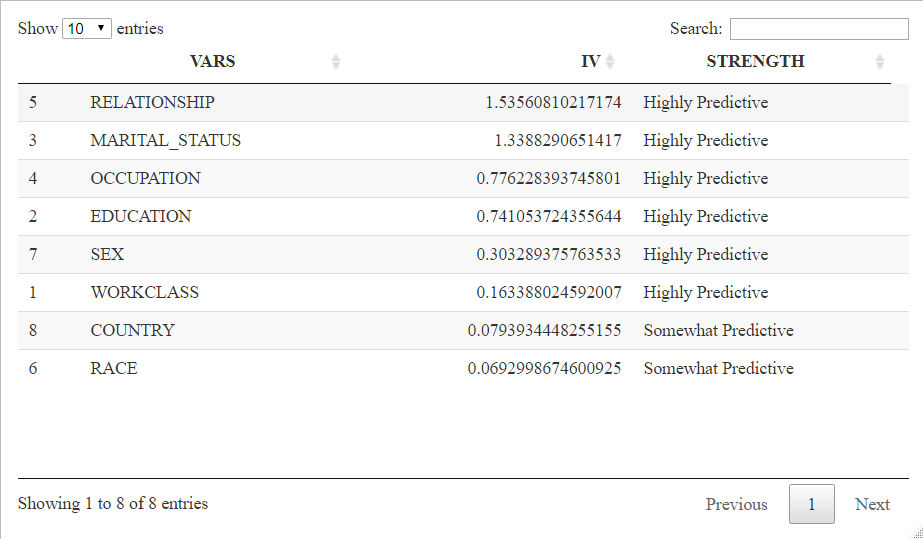 Show 10 entries Search:
VARS IV STRENGTH
5 RELATIONSHIP 1.53560810217174 Highly Predictive
3 MARITAL_STATUS 1.3388290651417 Highly Predictive
4 OCCUPATION 0.776228393745801 Highly Predictive
2 EDUCATION 0.741053724355644 Highly Predictive
7 SEX 0.303289375763533 Highly Predictive
1 WORKCLASS 0.163388024592007 Highly Predictive
8 COUNTRY 0.0793934448255155 Somewhat Predictive
6 RACE 0.0692998674600925 Somewhat Predictive
Showing 1 to 8 of 8 entries Previous 1 Next